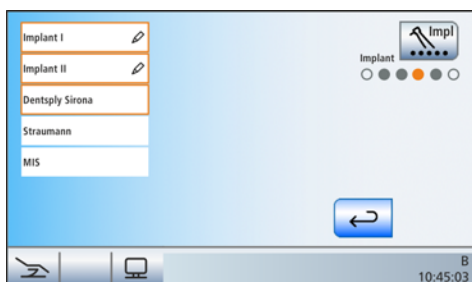 Implant I
Impl
Implant II
Implant
Dentsply Sirona
Straumann
MIS
B
10:45:03